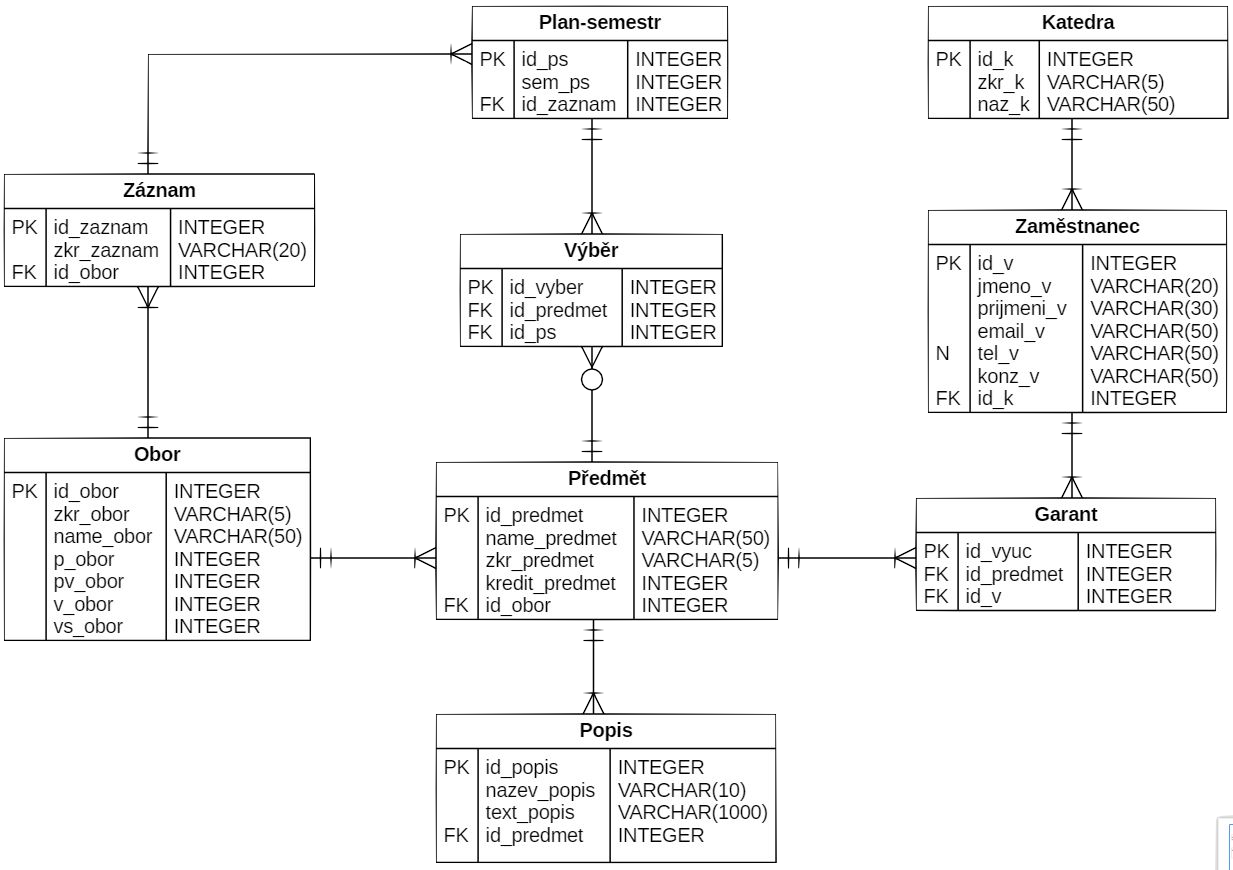 Plan-semestr
PK id_ps INTEGER
sem_ps INTEGER
FK id_zaznam INTEGER
Katedra
PK id_k INTEGER
zkr_k VARCHAR(5)
naz_k VARCHAR(50)
Záznam
PK id_zaznam INTEGER
zkr_zaznam VARCHAR(20)
FK id_obor INTEGER
Výběr
PK id_vyber INTEGER
FK id_predmet INTEGER
FK id_ps INTEGER
Zaměstnanec
PK id_v INTEGER
jmeno_v VARCHAR(20)
prijmeni_v VARCHAR(30)
email_v VARCHAR(50)
N tel_v VARCHAR(50)
konz_v VARCHAR(50)
FK id_k INTEGER
Obor
PK id_obor INTEGER
zkr_obor VARCHAR(5)
name_obor VARCHAR(50)
p_obor INTEGER
pv_obor INTEGER
v_obor INTEGER
vs_obor INTEGER
Předmět
PK id_predmet INTEGER
name_predmet VARCHAR(50)
zkr_predmet VARCHAR(5)
kredit_predmet INTEGER
FK id_obor INTEGER
Garant
PK id_vyuc INTEGER
FK id_predmet INTEGER
FK id_v INTEGER
Popis
PK id_popis INTEGER
nazev_popis VARCHAR(10)
text_popis VARCHAR(1000)
FK id_predmet INTEGER